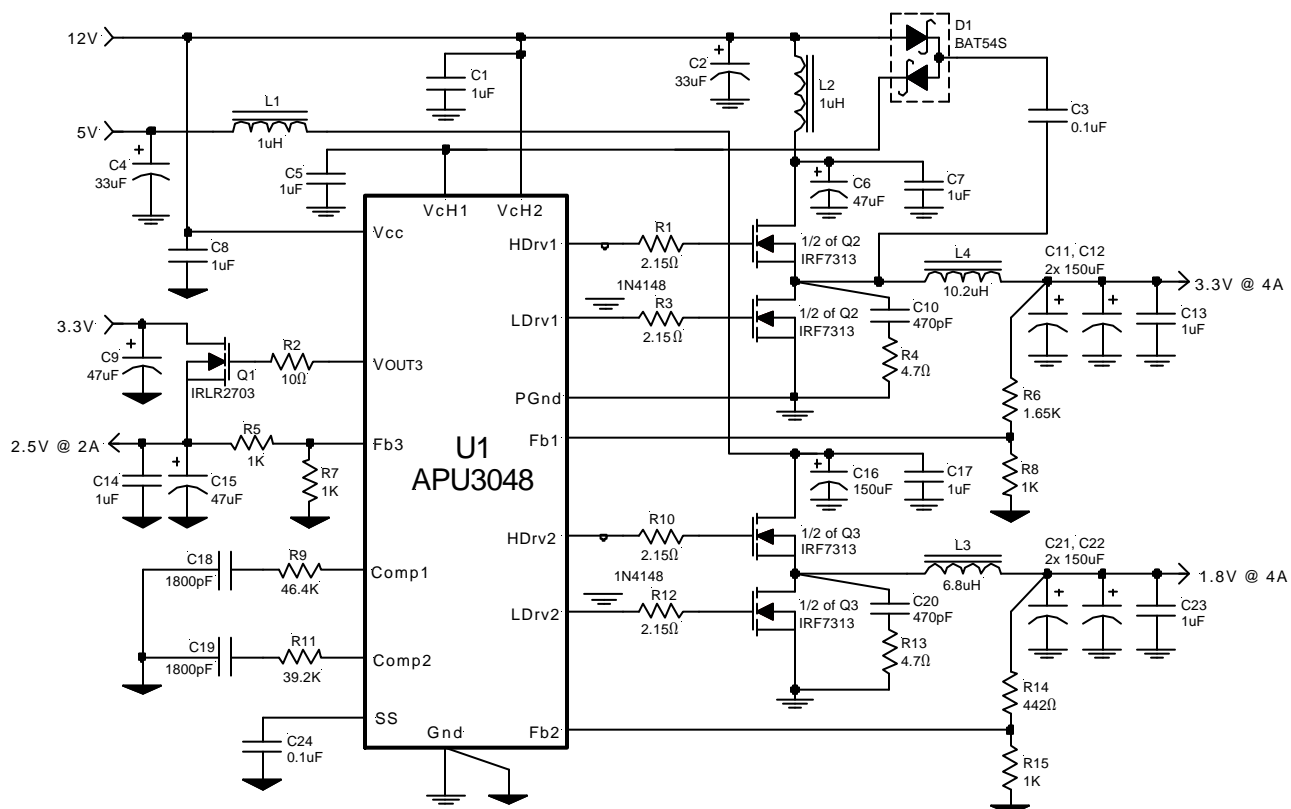 12V
5V
L1
1uH
C4
33uF
C1
1uF
C5
1uF
C2
33uF
L2
1uH
D1
BAT54S
C3
0.1uF
C6
47uF
C7
1uF
C8
1uF
VcH1
VcH2
Vcc
HDrv1
R1
2.15Ω
1/2 of Q2
IRF7313
L4
10.2uH
C11, C12
2x 150uF
3.3V @ 4A
C13
1uF
1N4148
LDrv1
R3
2.15Ω
1/2 of Q2
IRF7313
C10
470pF
R4
4.7Ω
3.3V
C9
47uF
Q1
IRLR2703
R2
10Ω
VOUT3
PGnd
R6
1.65K
2.5V @ 2A
R5
1K
Fb3
Fb1
R7
1K
C14
1uF
C15
47uF
U1
APU3048
C16
150uF
C17
1uF
R8
1K
HDrv2
R10
2.15Ω
1/2 of Q3
IRF7313
L3
6.8uH
C21, C22
2x 150uF
1.8V @ 4A
C23
1uF
C18
1800pF
R9
46.4K
Comp1
1N4148
LDrv2
R12
2.15Ω
1/2 of Q3
IRF7313
C20
470pF
R13
4.7Ω
C19
1800pF
R11
39.2K
Comp2
R14
442Ω
SS
C24
0.1uF
Gnd
Fb2
R15
1K